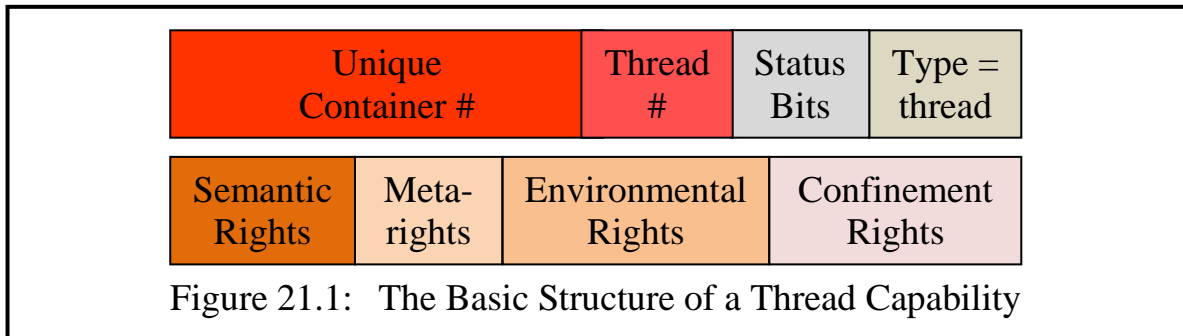 Unique
Container #
Thread
#
Status
Bits
Type =
thread
Semantic
Rights
Meta-
rights
Environmental
Rights
Confinement
Rights
Figure 21.1: The Basic Structure of a Thread Capability